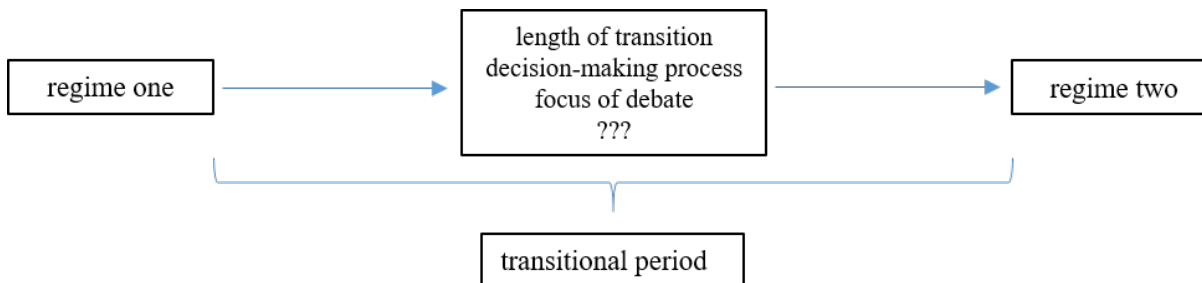 regime one
length of transition
decision-making process
focus of debate
???
regime two
transitional period